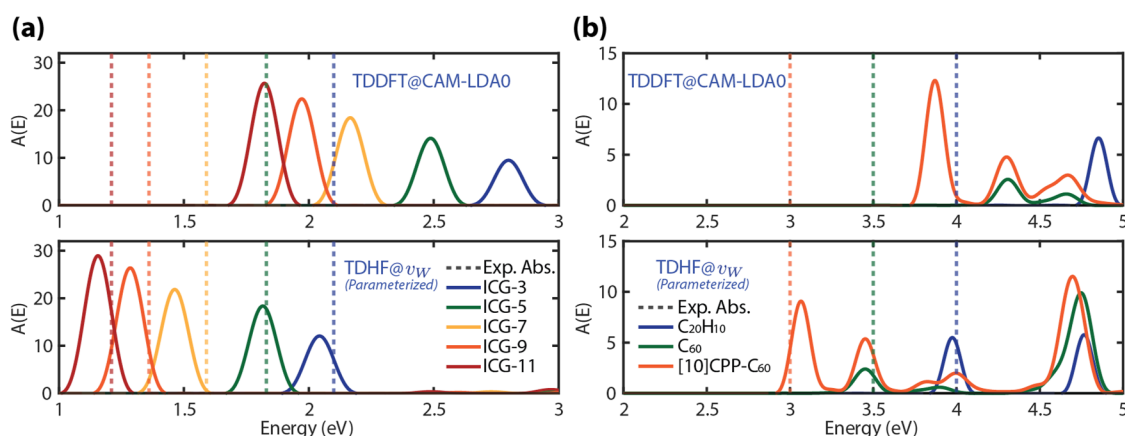 (a)
(b)
TDDFT@CAM-LDA0
A(E)
30
20
10
0
1
1.5
2
2.5
3
TDDFT@CAM-LDA0
A(E)
15
10
5
0
2
2.5
3
3.5
4
4.5
5
TDHF@vW
(Parameterized)
Exp. Abs.
ICG-3
ICG-5
ICG-7
ICG-9
ICG-11
A(E)
30
20
10
0
1
1.5
2
2.5
3
Energy (eV)
TDHF@vW
(Parameterized)
Exp. Abs.
C₂₀H₁₀
C₆₀
[10]CPP-C₆₀
A(E)
15
10
5
0
2
2.5
3
3.5
4
4.5
5
Energy (eV)